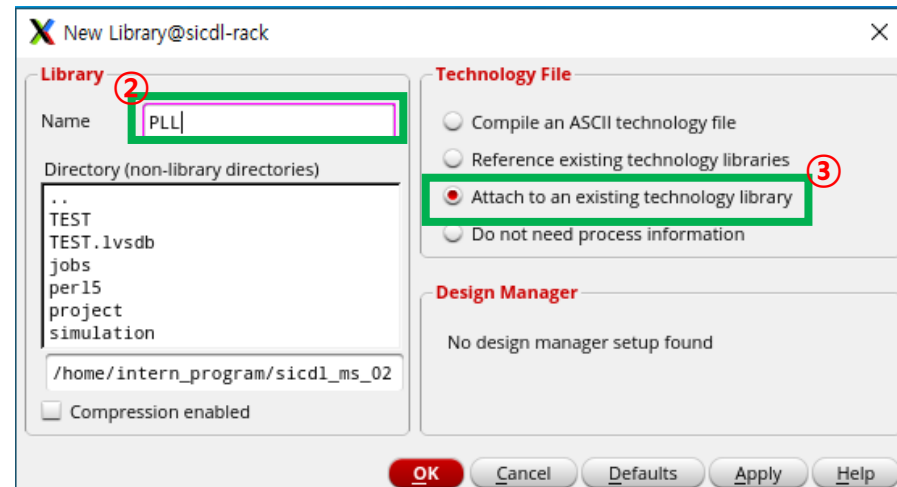 New Library@sicdl-rack
Library
②
Name PLL
Directory (non-library directories)
..
TEST
TEST.lvsdb
jobs
perl5
project
simulation
/home/intern_program/sicdl_ms_02
Compression enabled
Technology File
Compile an ASCII technology file
Reference existing technology libraries
③
Attach to an existing technology library
Do not need process information
Design Manager
No design manager setup found
OK Cancel Defaults Apply Help